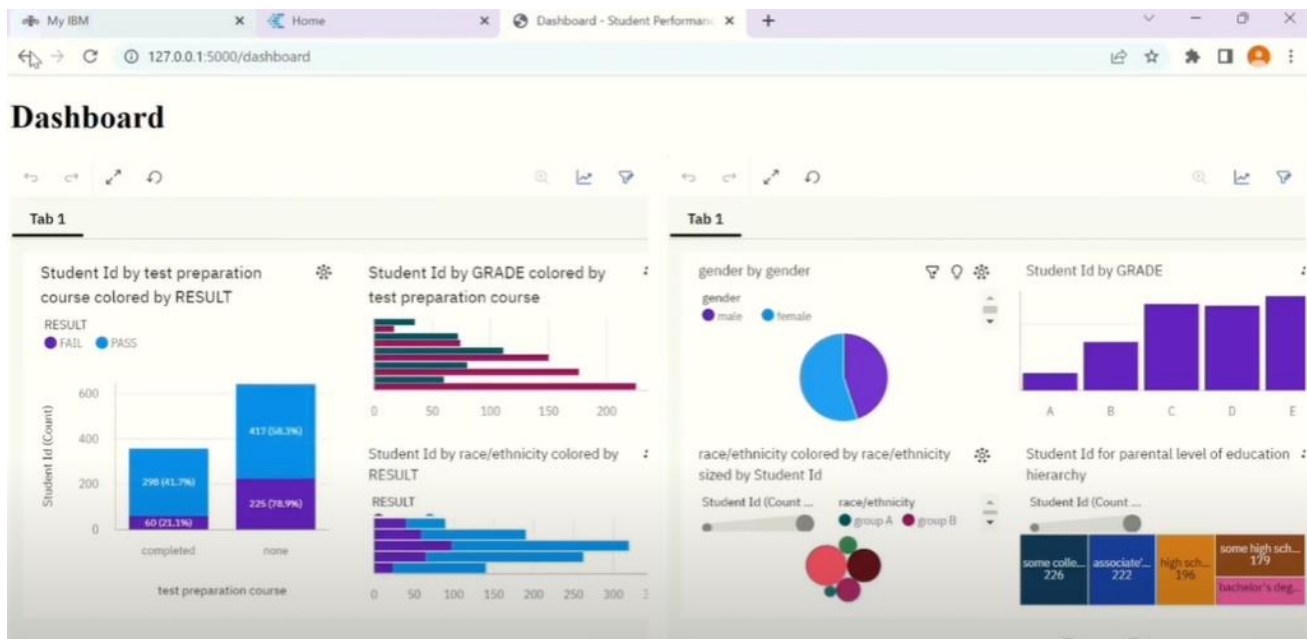 My IBM
Home
Dashboard - Student Performanc
127.0.0.1:5000/dashboard
Dashboard
Tab 1
Student Id by test preparation
course colored by RESULT
RESULT
FAIL PASS
Student Id (Count)
600
400
200
0
417 (58.3%)
298 (41.7%)
225 (78.9%)
60 (21.1%)
completed none
test preparation course
Student Id by GRADE colored by
test preparation course
0 50 100 150 200
Student Id by race/ethnicity colored by
RESULT
RESULT
0 50 100 150 200 250 300
Tab 1
gender by gender
gender
male female
Student Id by GRADE
A B C D E
race/ethnicity colored by race/ethnicity
sized by Student Id
Student Id (Count ...
race/ethnicity
group A group B
Student Id for parental level of education
hierarchy
Student Id (Count ...
some colle...
226
associate'...
222
high sch...
196
some high sch...
179
bachelor's deg...